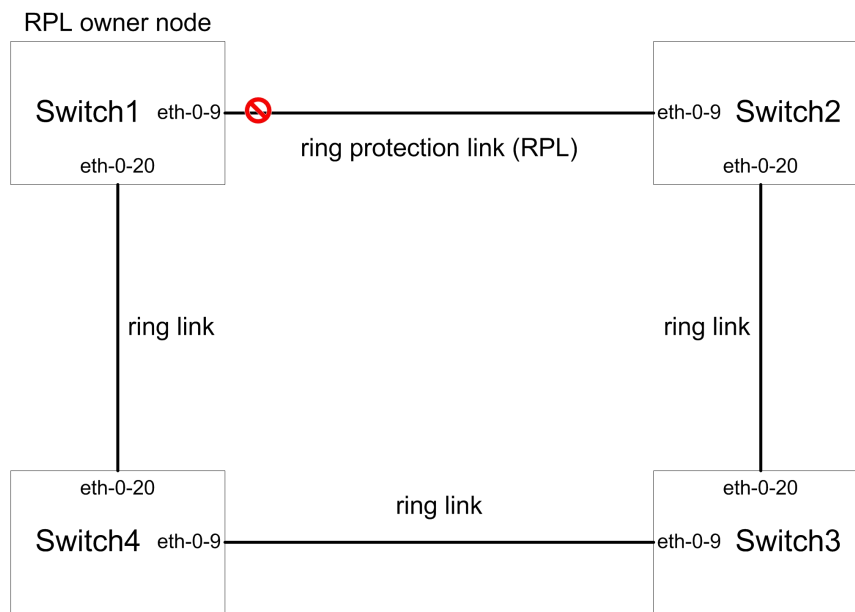 RPL owner node
Switch1 eth-0-9
eth-0-20
eth-0-9 Switch2
eth-0-20
ring protection link (RPL)
ring link
ring link
eth-0-20
Switch4 eth-0-9
ring link
eth-0-20
eth-0-9 Switch3